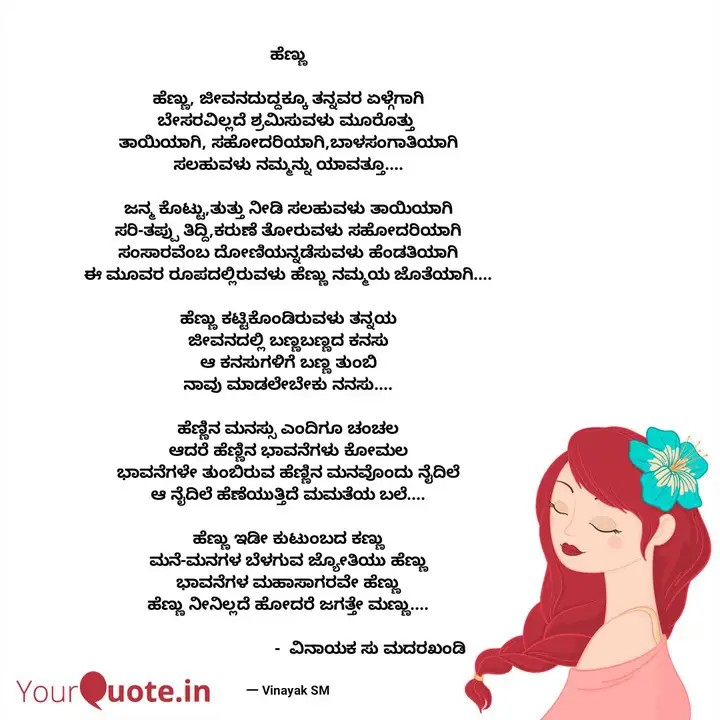 ಹೆಣ್ಣು
ಹೆಣ್ಣು, ಜೀವನದುದ್ದಕ್ಕೂ ತನ್ನವರ ಏಳ್ಗೆಗಾಗಿ
ಬೇಸರವಿಲ್ಲದೆ ಶ್ರಮಿಸುವಳು ಮೂರೊತ್ತು
ತಾಯಿಯಾಗಿ, ಸಹೋದರಿಯಾಗಿ,ಬಾಳಸಂಗಾತಿಯಾಗಿ
ಸಲಹುವಳು ನಮ್ಮನ್ನು ಯಾವತ್ತೂ....
ಜನ್ಮ ಕೊಟ್ಟು,ತುತ್ತು ನೀಡಿ ಸಲಹುವಳು ತಾಯಿಯಾಗಿ
ಸರಿ-ತಪ್ಪು ತಿದ್ದಿ,ಕರುಣೆ ತೋರುವಳು ಸಹೋದರಿಯಾಗಿ
ಸಂಸಾರವೆಂಬ ದೋಣಿಯನ್ನಡೆಸುವಳು ಹೆಂಡತಿಯಾಗಿ
ಈ ಮೂವರ ರೂಪದಲ್ಲಿರುವಳು ಹೆಣ್ಣು ನಮ್ಮಯ ಜೊತೆಯಾಗಿ....
ಹೆಣ್ಣು ಕಟ್ಟಿಕೊಂಡಿರುವಳು ತನ್ನಯ
ಜೀವನದಲ್ಲಿ ಬಣ್ಣಬಣ್ಣದ ಕನಸು
ಆ ಕನಸುಗಳಿಗೆ ಬಣ್ಣ ತುಂಬಿ
ನಾವು ಮಾಡಲೇಬೇಕು ನನಸು....
ಹೆಣ್ಣಿನ ಮನಸ್ಸು ಎಂದಿಗೂ ಚಂಚಲ
ಆದರೆ ಹೆಣ್ಣಿನ ಭಾವನೆಗಳು ಕೋಮಲ
ಭಾವನೆಗಳೇ ತುಂಬಿರುವ ಹೆಣ್ಣಿನ ಮನವೊಂದು ನೈದಿಲೆ
ಆ ನೈದಿಲೆ ಹೆಣೆಯುತ್ತಿದೆ ಮಮತೆಯ ಬಲೆ....
ಹೆಣ್ಣು ಇಡೀ ಕುಟುಂಬದ ಕಣ್ಣು
ಮನೆ-ಮನಗಳ ಬೆಳಗುವ ಜ್ಯೋತಿಯು ಹೆಣ್ಣು
ಭಾವನೆಗಳ ಮಹಾಸಾಗರವೇ ಹೆಣ್ಣು
ಹೆಣ್ಣು ನೀನಿಲ್ಲದೆ ಹೋದರೆ ಜಗತ್ತೇ ಮಣ್ಣು....
- ವಿನಾಯಕ ಸು ಮದರಖಂಡಿ
YourQuote.in
— Vinayak SM